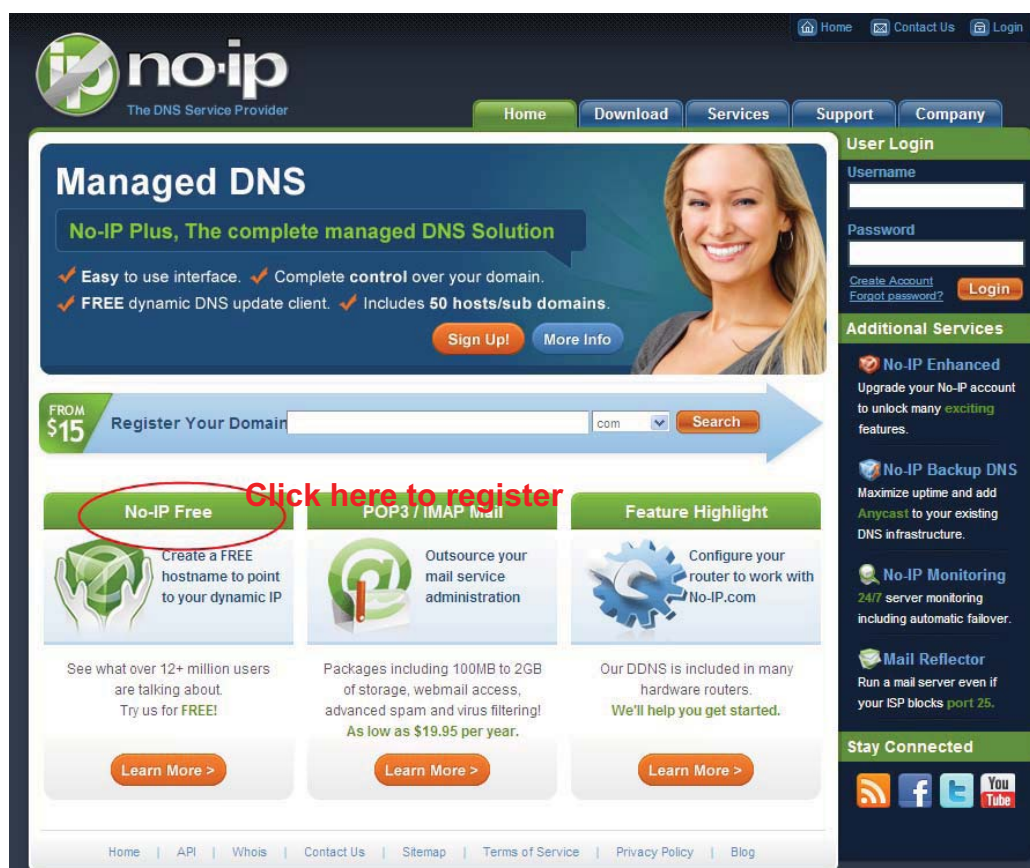 Home Contact Us Login
ip no·ip
The DNS Service Provider
Home Download Services Support Company
Managed DNS
No-IP Plus, The complete managed DNS Solution
Easy to use interface. Complete control over your domain.
FREE dynamic DNS update client. Includes 50 hosts/sub domains.
Sign Up! More Info
FROM
$15
Register Your Domain com Search
Click here to register
No-IP Free
Create a FREE
hostname to point
to your dynamic IP
See what over 12+ million users
are talking about.
Try us for FREE!
Learn More >
POP3 / IMAP Mail
Outsource your
mail service
administration
Packages including 100MB to 2GB
of storage, webmail access,
advanced spam and virus filtering!
As low as $19.95 per year.
Learn More >
Feature Highlight
Configure your
router to work with
No-IP.com
Our DDNS is included in many
hardware routers.
We'll help you get started.
Learn More >
User Login
Username
Password
Create Account
Forgot password?
Login
Additional Services
No-IP Enhanced
Upgrade your No-IP account
to unlock many exciting
features.
No-IP Backup DNS
Maximize uptime and add
Anycast to your existing
DNS infrastructure.
No-IP Monitoring
24/7 server monitoring
including automatic failover.
Mail Reflector
Run a mail server even if
your ISP blocks port 25.
Stay Connected
f t You
Tube
Home | API | Whois | Contact Us | Sitemap | Terms of Service | Privacy Policy | Blog